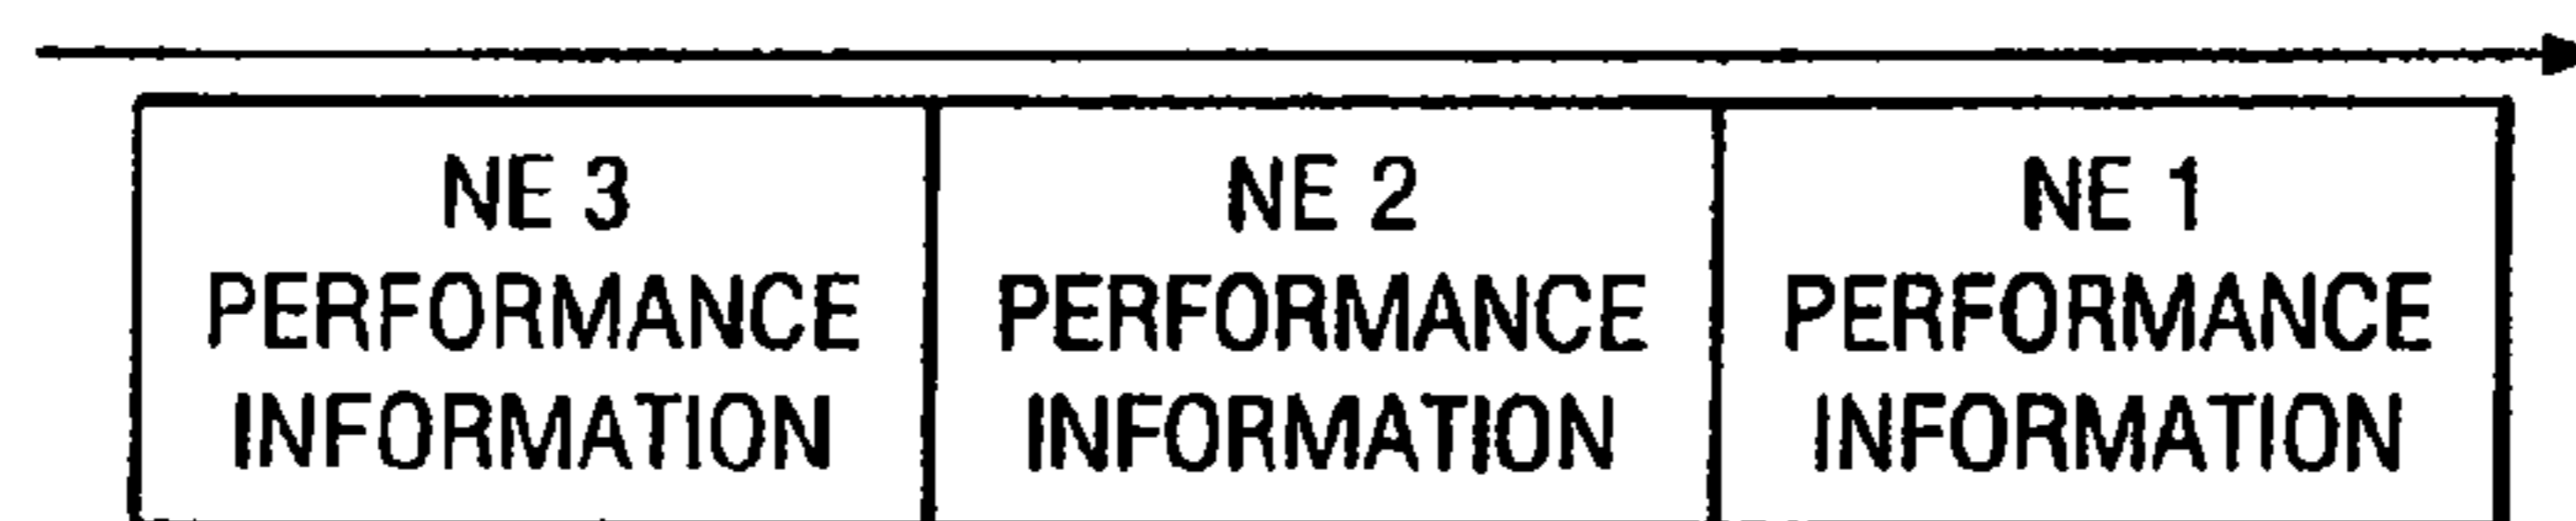 NE 3
PERFORMANCE
INFORMATION
NE 2
PERFORMANCE
INFORMATION
NE 1
PERFORMANCE
INFORMATION